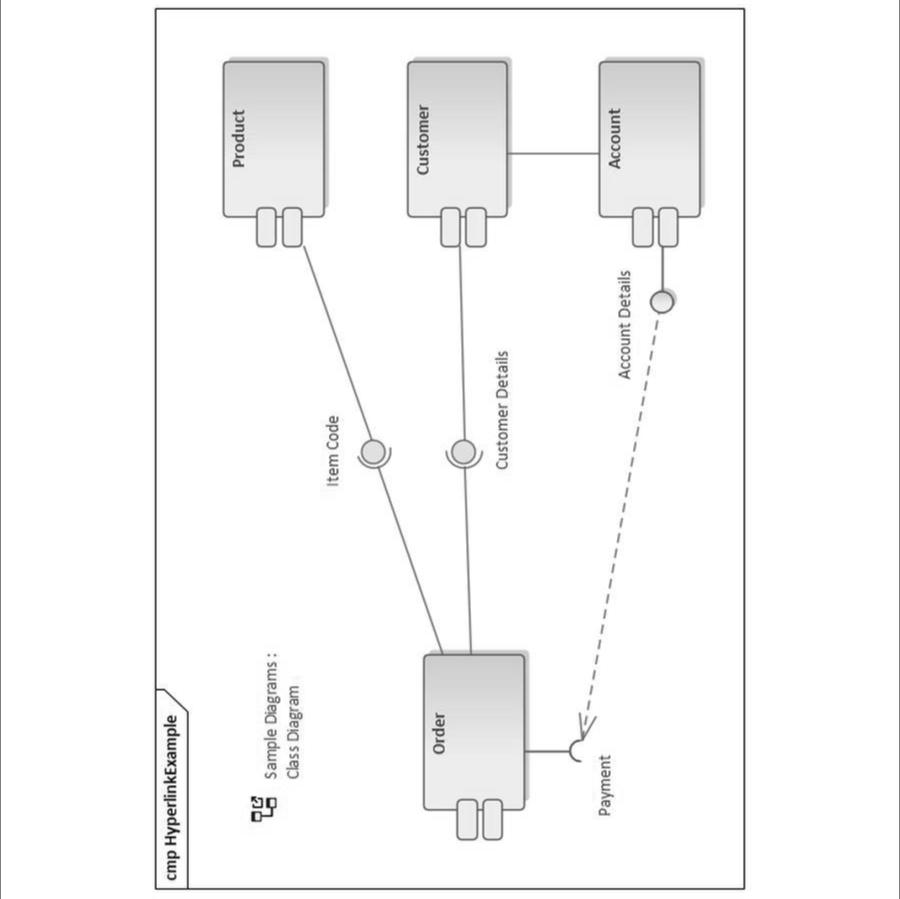 cmp HyperlinkExample
Sample Diagrams :
Class Diagram
Product
Item Code
Order
Customer
Customer Details
Account
Account Details
Payment